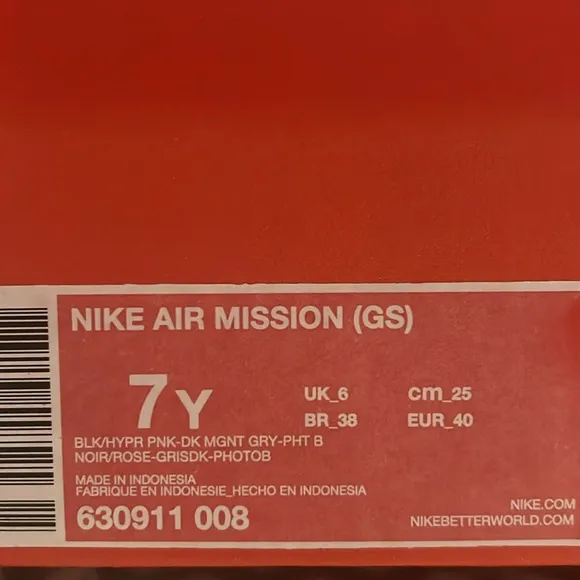 NIKE AIR MISSION (GS)
7Y
UK_6 cm_25
BR_38 EUR_40
BLK/HYPR PNK-DK MGNT GRY-PHT B
NOIR/ROSE-GRISDK-PHOTOB
MADE IN INDONESIA
FABRIQUE EN INDONESIE_HECHO EN INDONESIA
630911 008
NIKE.COM
NIKEBETTERWORLD.COM